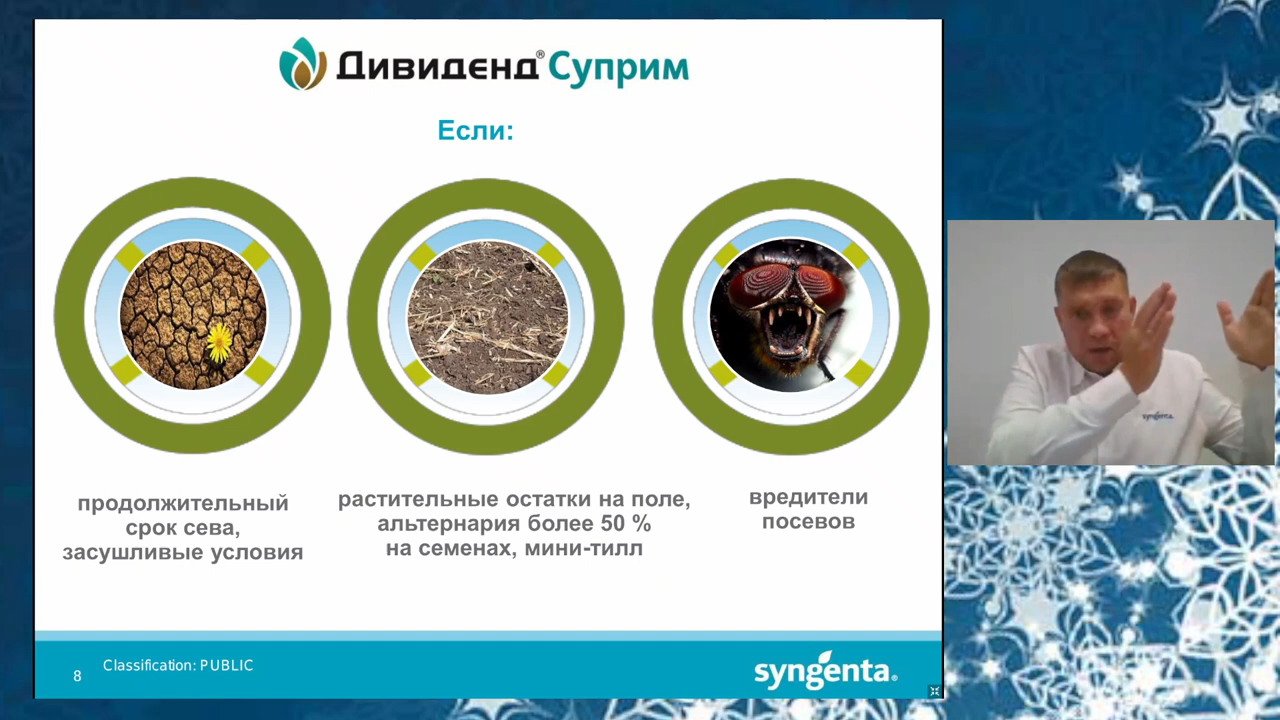 Дивиденд® Суприм
Если:
продолжительный
срок сева,
засушливые условия
растительные остатки на поле,
альтернария более 50 %
на семенах, мини-тилл
вредители
посевов
8
Classification: PUBLIC
syngenta®
syngenta